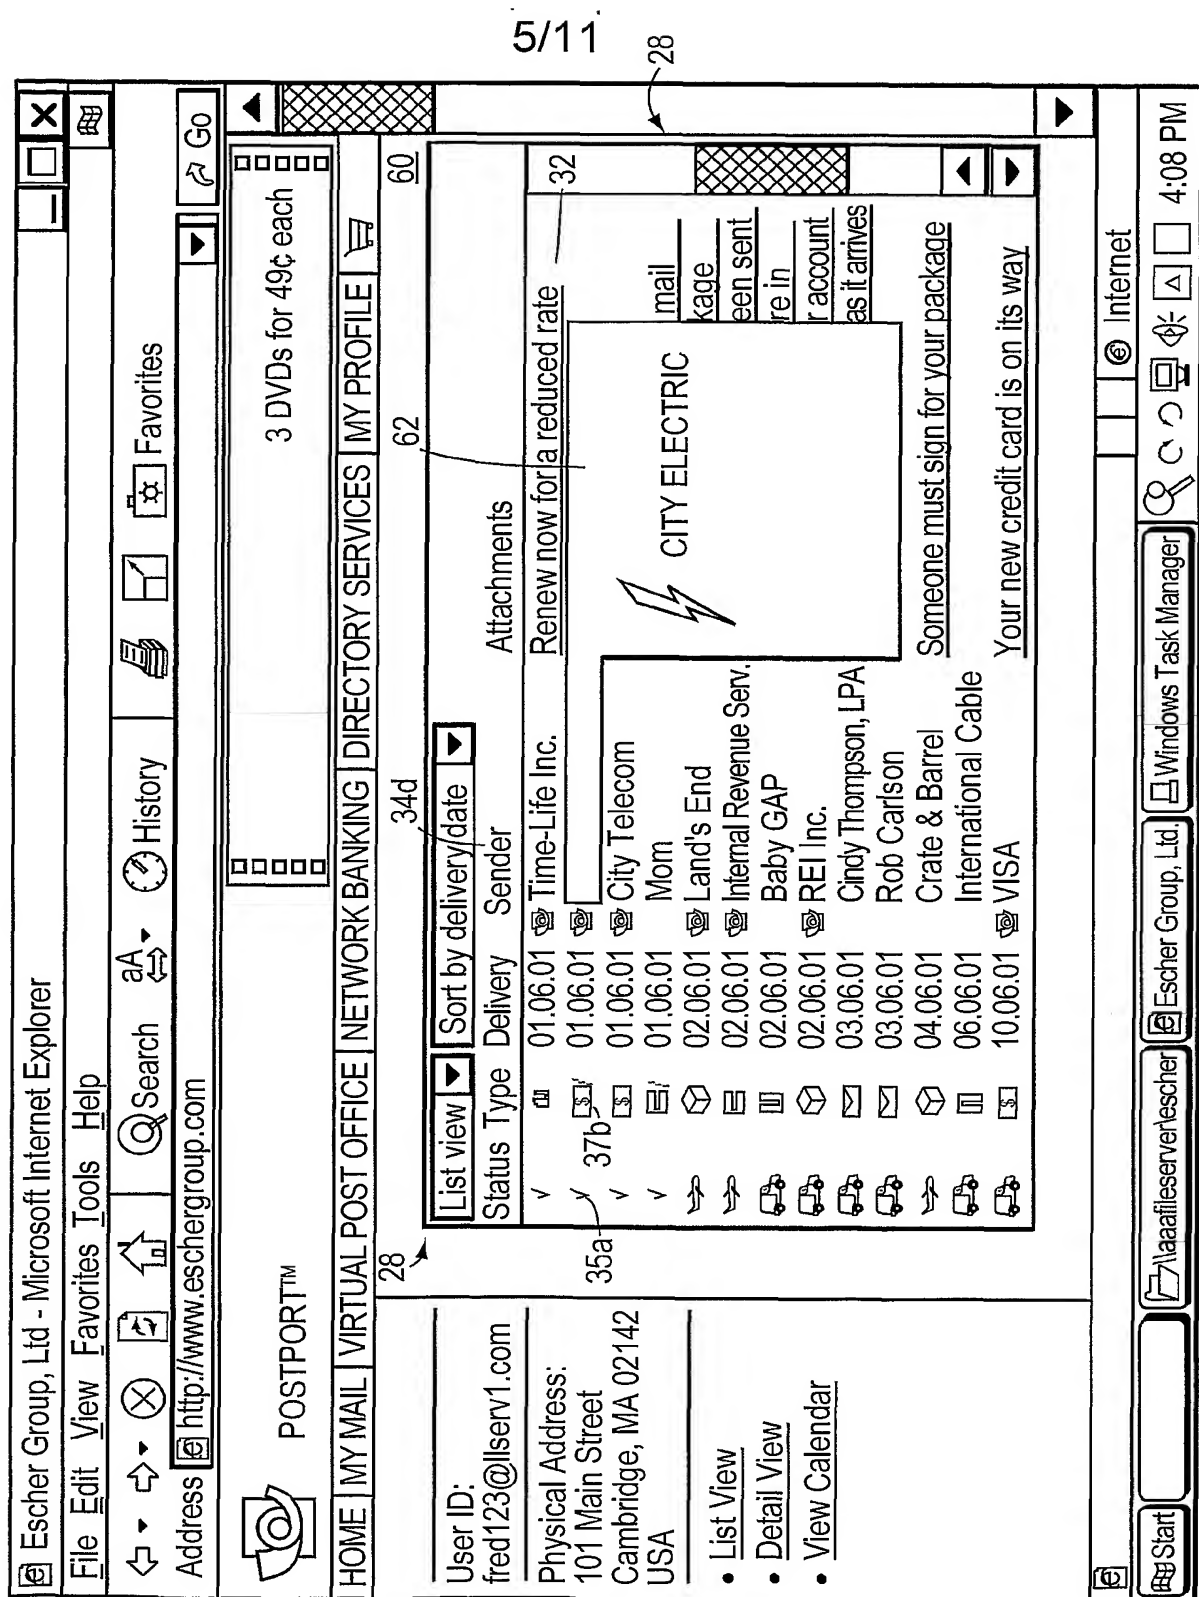 5/11
Escher Group, Ltd - Microsoft Internet Explorer
File Edit View Favorites Tools Help
Search aA History Favorites
Address http://www.eschergroup.com Go
POSTPORT™ 3 DVDs for 49¢ each
HOME MY MAIL VIRTUAL POST OFFICE NETWORK BANKING DIRECTORY SERVICES MY PROFILE
User ID:
fred123@llserv1.com
Physical Address:
101 Main Street
Cambridge, MA 02142
USA
• List View
• Detail View
• View Calendar
28 34d 62 60
List view Sort by delivery/date
Status Type Delivery Sender Attachments
01.06.01 Time-Life Inc. Renew now for a reduced rate 32
35a 37b 01.06.01
01.06.01 City Telecom
01.06.01 Mom mail
02.06.01 Land's End kage
02.06.01 Internal Revenue Serv. een sent
02.06.01 Baby GAP re in
02.06.01 REI Inc. r account
03.06.01 Cindy Thompson, LPA as it arrives
03.06.01 Rob Carlson
04.06.01 Crate & Barrel Someone must sign for your package
06.06.01 International Cable
10.06.01 VISA Your new credit card is on its way
CITY ELECTRIC
28
Internet
Start \\aaafileserver\escher Escher Group, Ltd. Windows Task Manager 4:08 PM